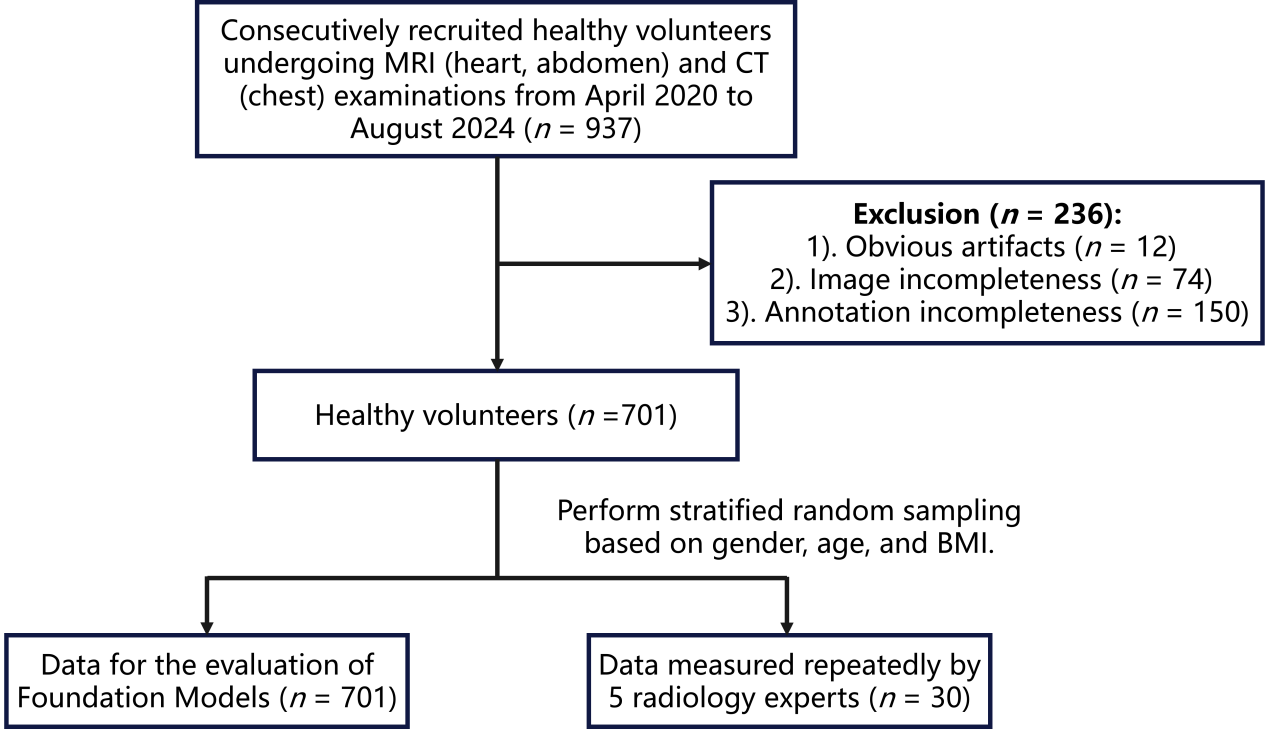 Consecutively recruited healthy volunteers
undergoing MRI (heart, abdomen) and CT
(chest) examinations from April 2020 to
August 2024 (n = 937)
Exclusion (n = 236):
1). Obvious artifacts (n = 12)
2). Image incompleteness (n = 74)
3). Annotation incompleteness (n = 150)
Healthy volunteers (n =701)
Perform stratified random sampling
based on gender, age, and BMI.
Data for the evaluation of
Foundation Models (n = 701)
Data measured repeatedly by
5 radiology experts (n = 30)